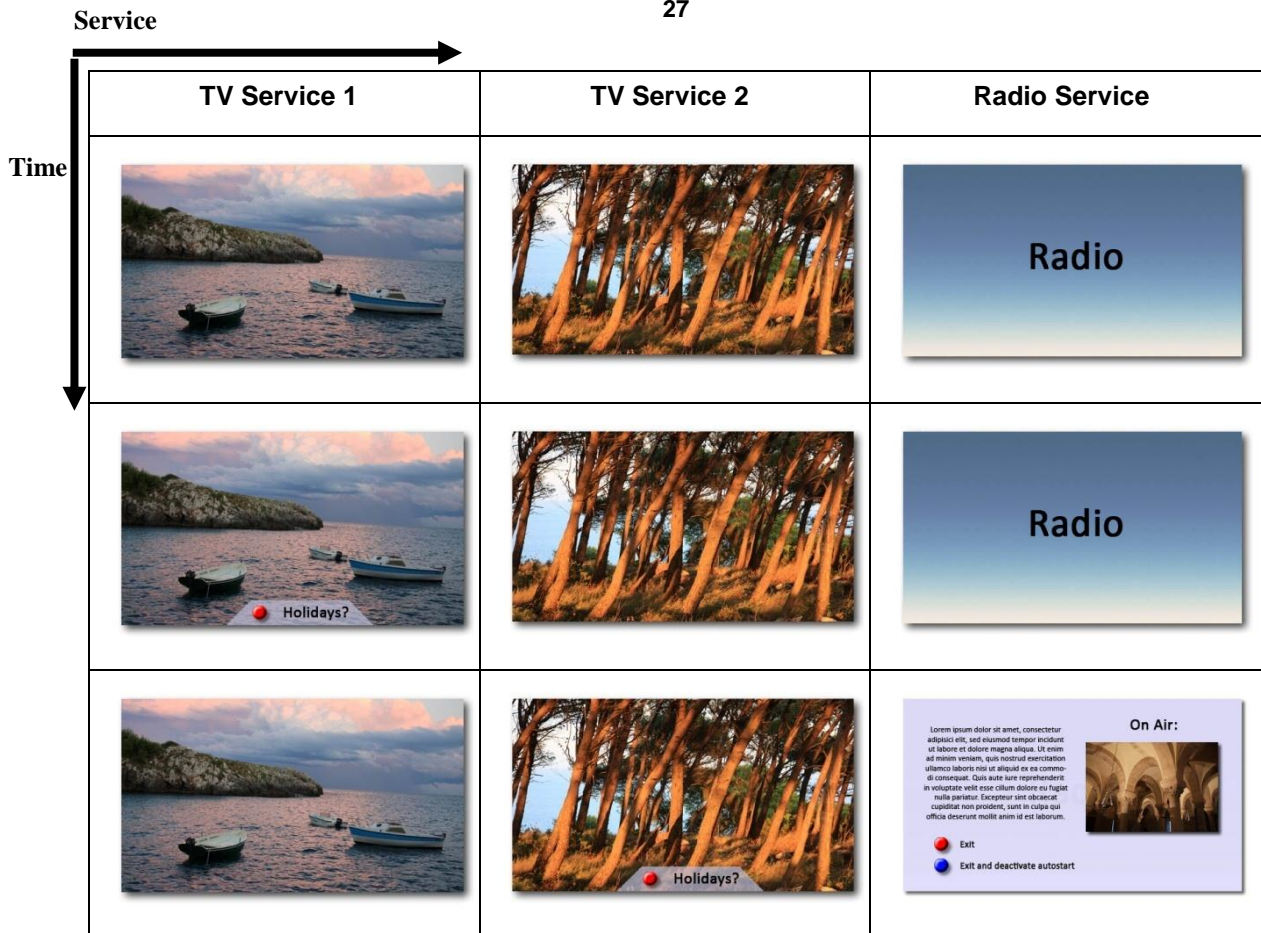 27
Service
TV Service 1
TV Service 2
Radio Service
Time
Radio
Holidays?
Radio
Holidays?
Lorem ipsum dolor sit amet, consectetur
adipisici elit, sed eiusmod tempor incidunt
ut labore et dolore magna aliqua. Ut enim
ad minim veniam, quis nostrud exercitation
ullamco laboris nisi ut aliquid ex ea commo-
di consequat. Quis aute iure reprehenderit
in voluptate velit esse cillum dolore eu fugiat
nulla pariatur. Excepteur sint obcaecat
cupiditat non proident, sunt in culpa qui
officia deserunt mollit anim id est laborum.
On Air:
Exit
Exit and deactivate autostart